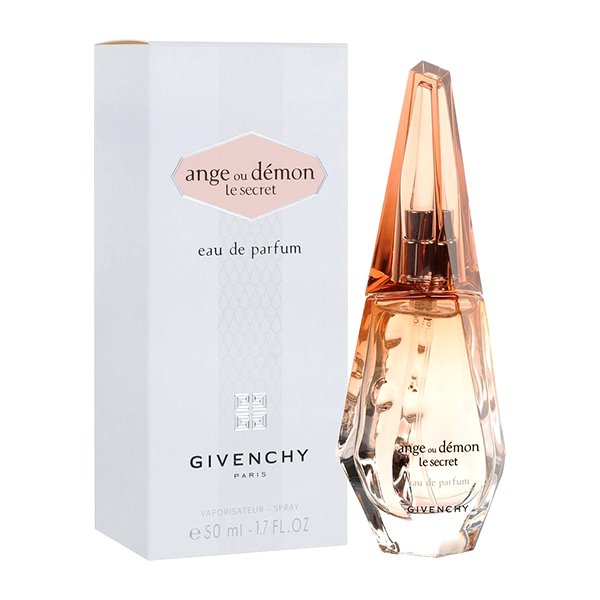 ange ou démon
le secret
eau de parfum
GIVENCHY
PARIS
VAPORISATEUR - SPRAY
e 50 ml - 1.7 FL.OZ
ange ou démon
le secret
eau de parfum
GIVENCHY